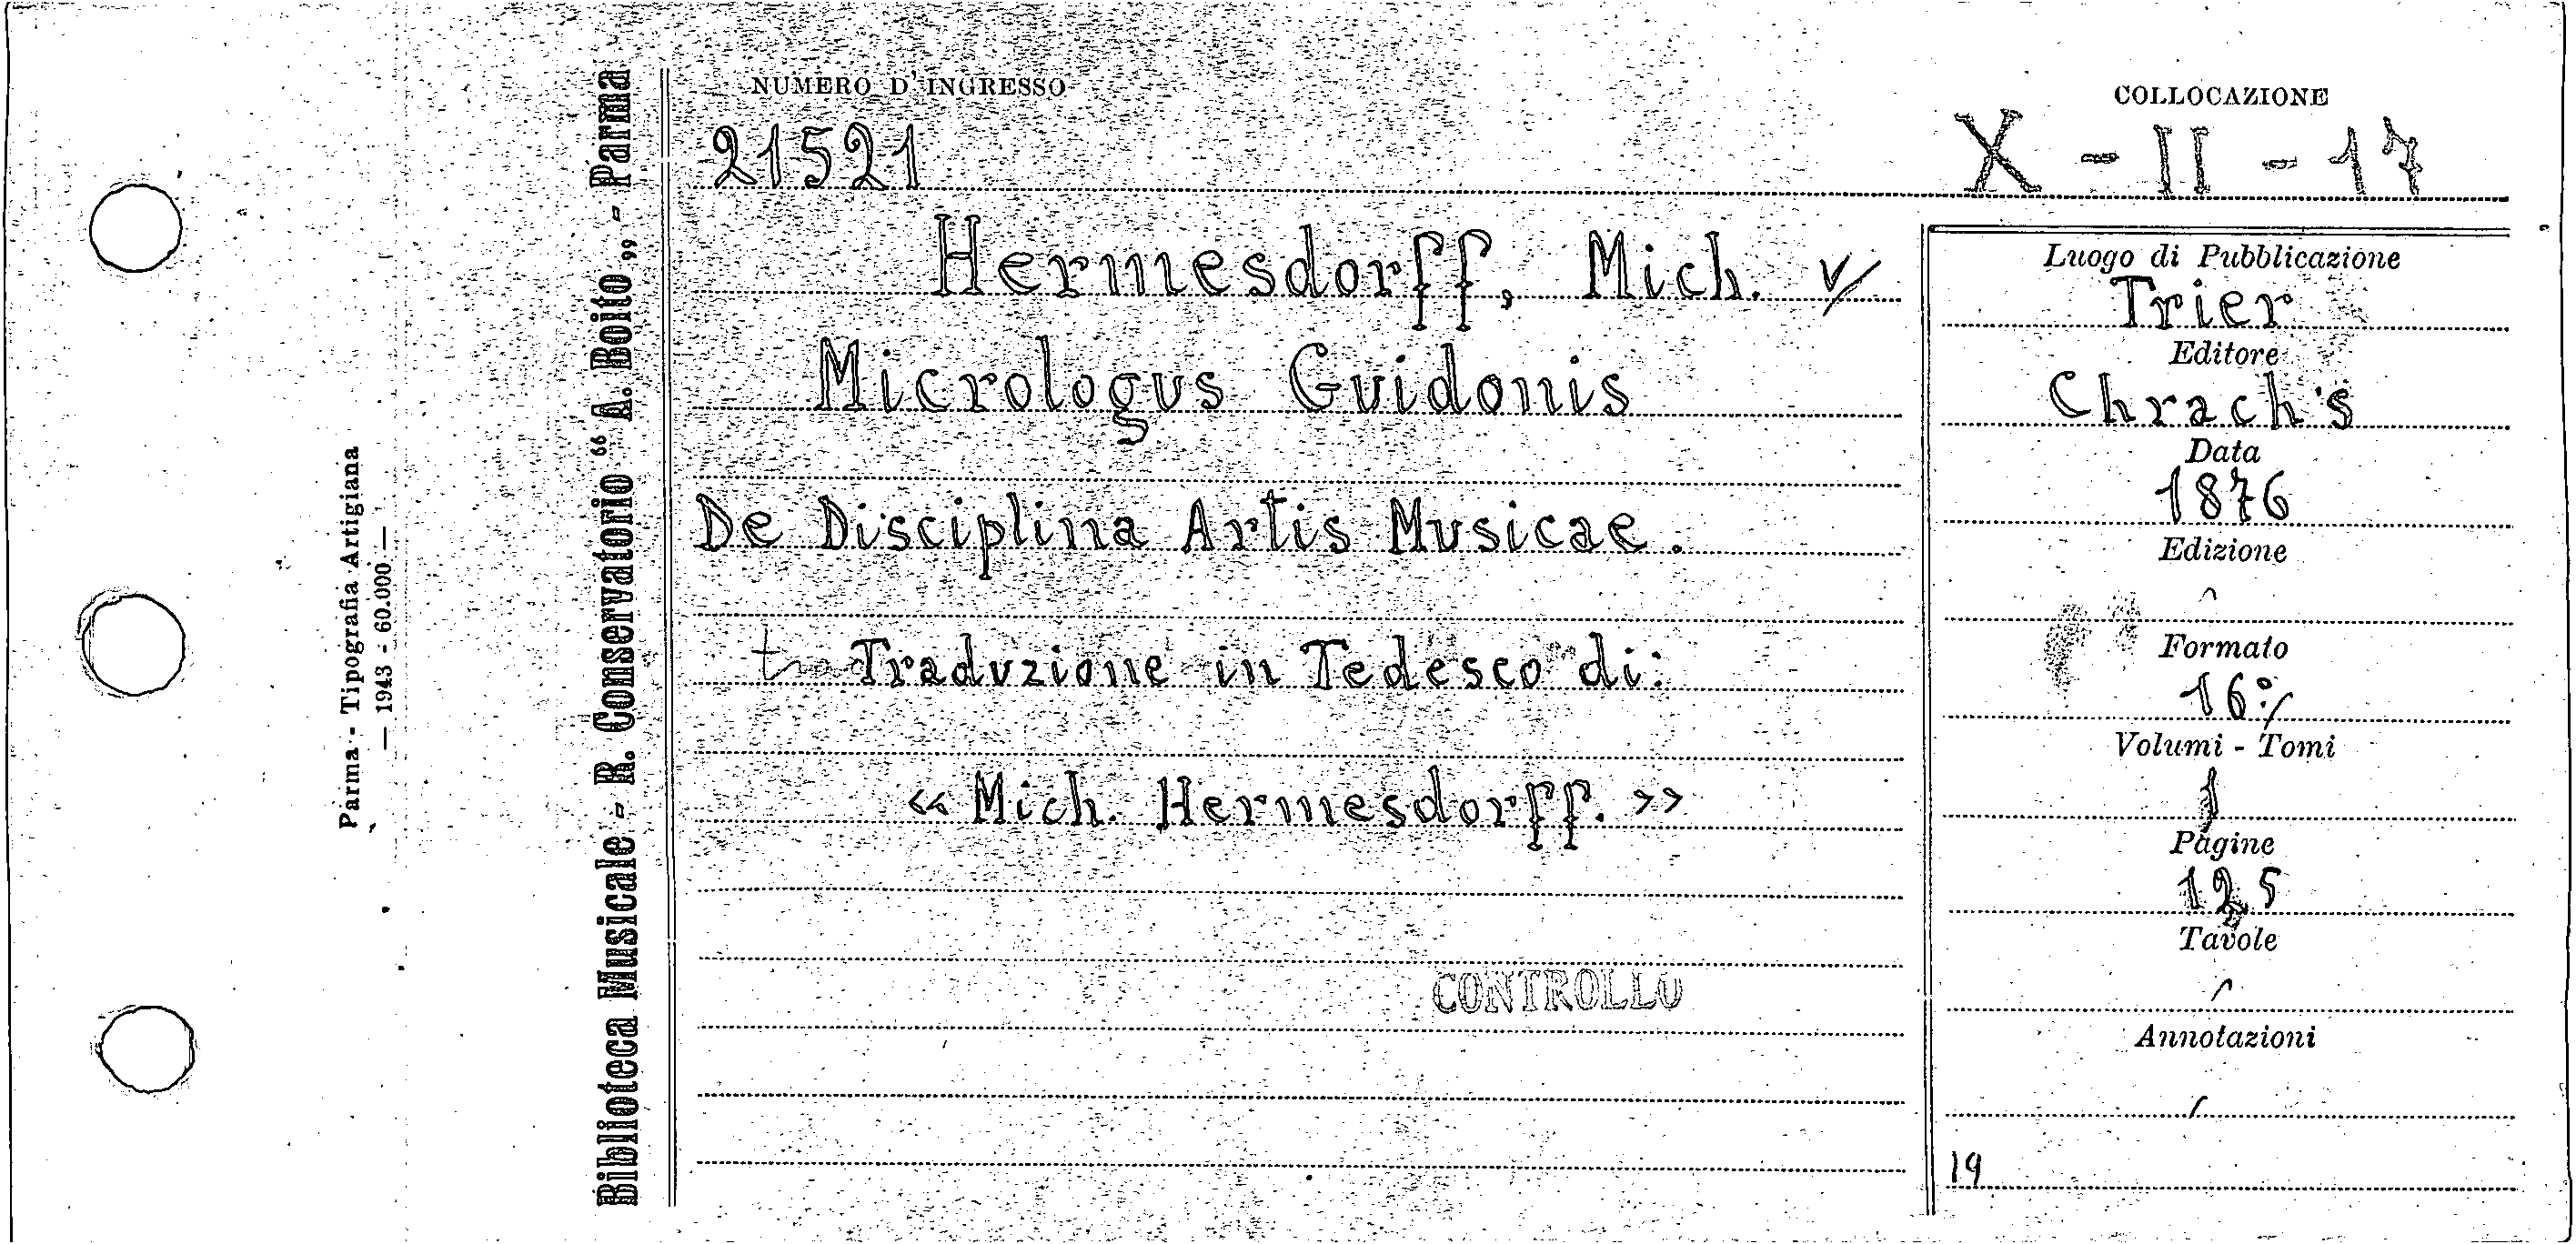 NUMERO D'INGRESSO
21521
COLLOCAZIONE
X - II - 17
Hermesdorff, Mich. v
Micrologus Guidonis
De Disciplina Artis Musicae.
Traduzione in Tedesco di:
« Mich. Hermesdorff. »
CONTROLLO
Luogo di Pubblicazione
Trier
Editore
Chrach's
Data
1876
Edizione
Formato
16°
Volumi - Tomi
1
Pagine
125
Tavole
Annotazioni
19
Biblioteca Musicale - R. Conservatorio “ A. Boito „ - Parma
Parma - Tipografia Artigiana
— 1943 - 60.000 —